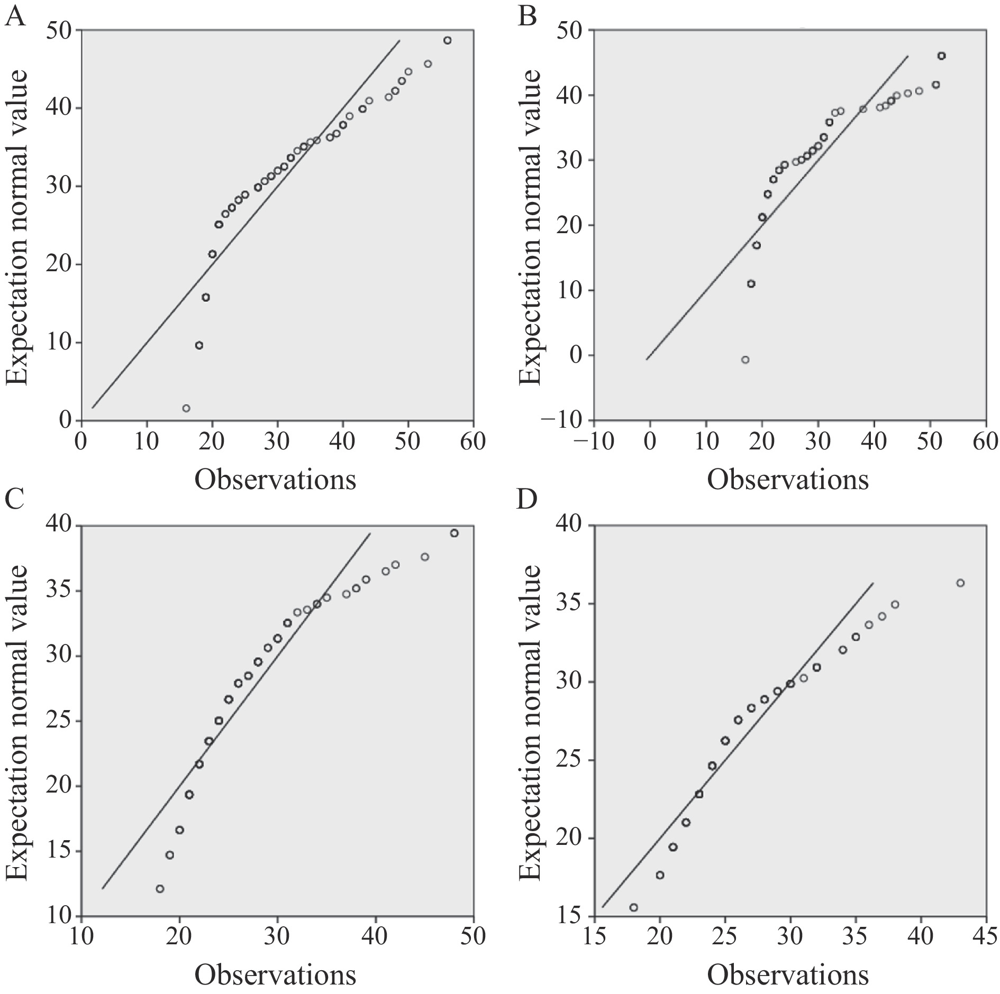 A
50
40
30
20
10
0
Expectation normal value
0 10 20 30 40 50 60
Observations
B
50
40
30
20
10
0
−10
Expectation normal value
−10 0 10 20 30 40 50 60
Observations
C
40
35
30
25
20
15
10
Expectation normal value
10 20 30 40 50
Observations
D
40
35
30
25
20
15
Expectation normal value
15 20 25 30 35 40 45
Observations